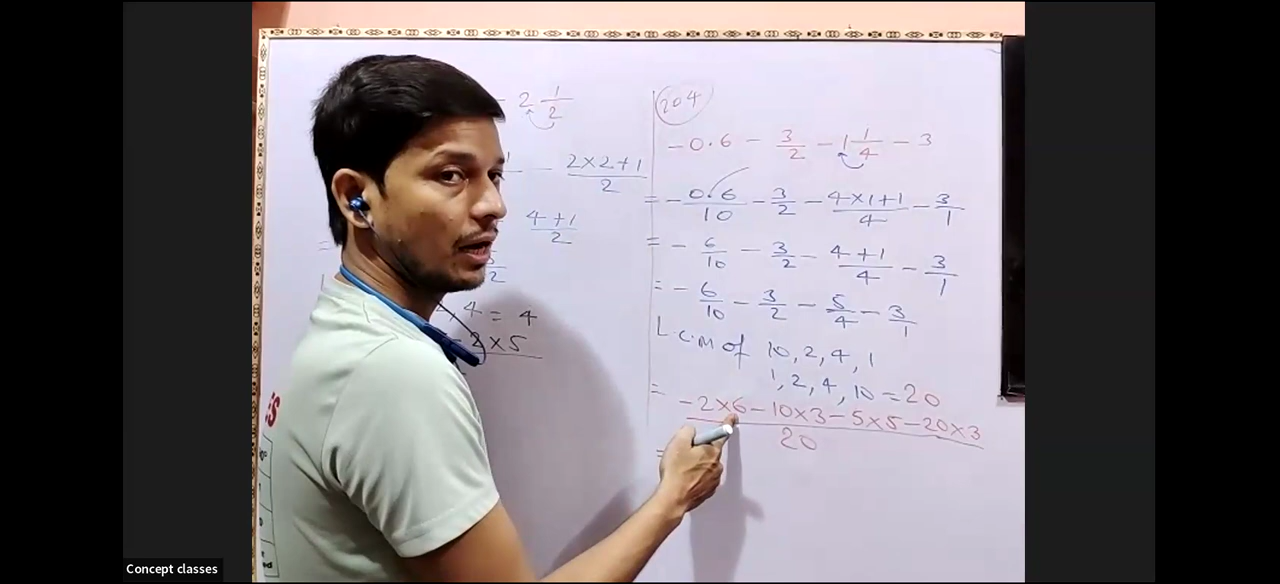 2 1/2
2×2+1/2
4+1/2
4 = 4
2×5
204
-0.6 - 3/2 - 1 1/4 - 3
= - 0.6/10 - 3/2 - 4×1+1/4 - 3/1
= - 6/10 - 3/2 - 4+1/4 - 3/1
= - 6/10 - 3/2 - 5/4 - 3/1
L.C.M of 10, 2, 4, 1
1, 2, 4, 10 = 20
= -2×6-10×3-5×5-20×3/20
=
Concept classes